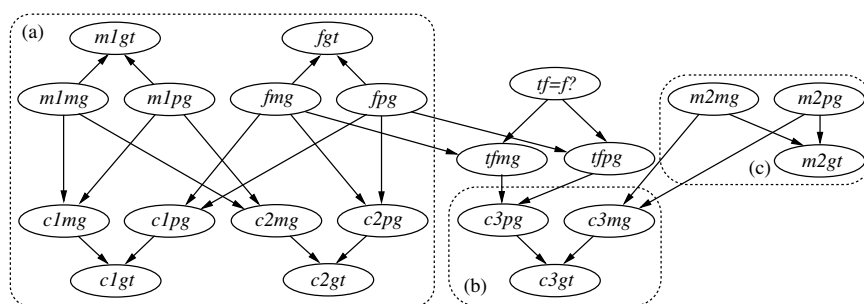 (a)
m1gt
fgt
m1mg
m1pg
fmg
fpg
tf=f?
m2mg
m2pg
tfmg
tfpg
m2gt
(c)
c1mg
c1pg
c2mg
c2pg
c3pg
c3mg
c1gt
c2gt
(b)
c3gt